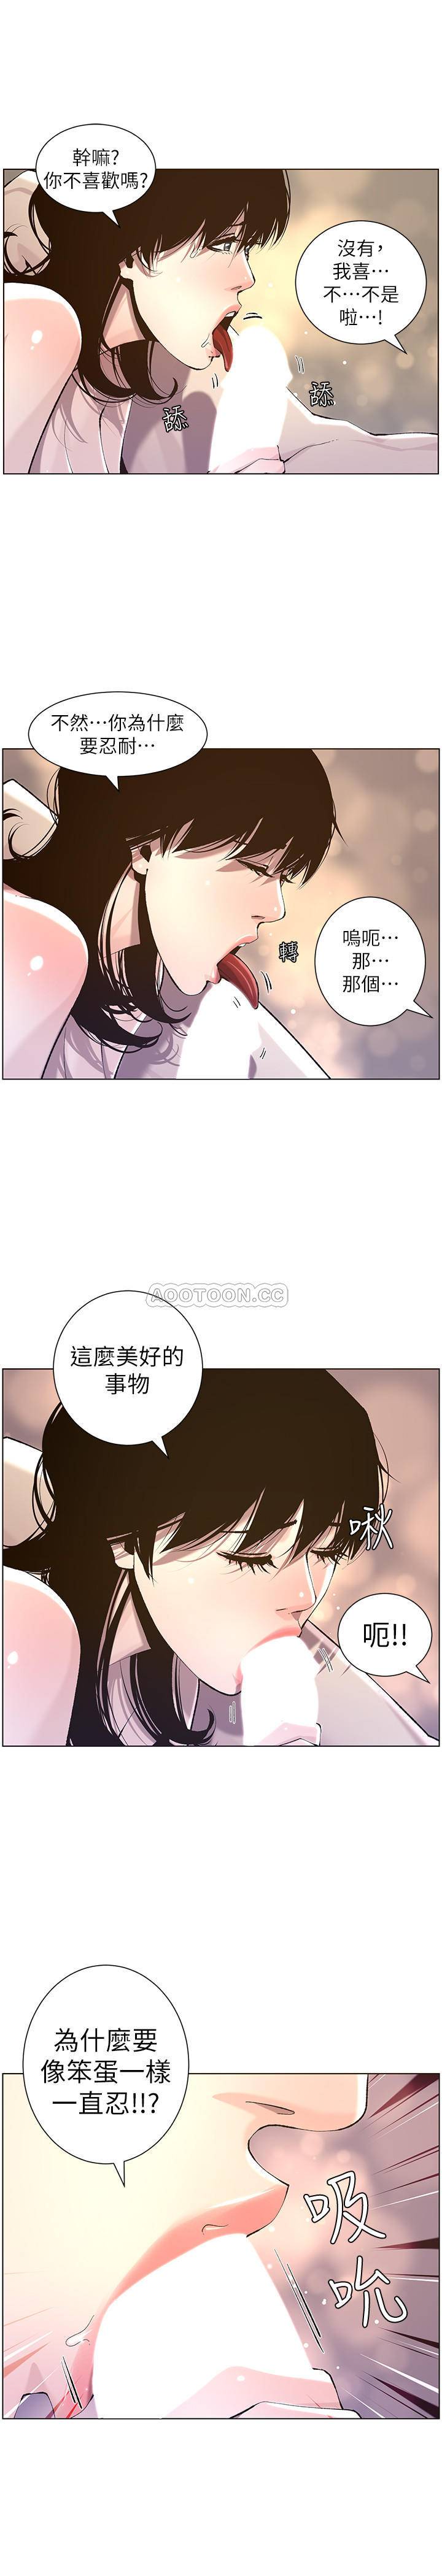 幹嘛?
你不喜歡嗎?
沒有，
我喜…
不…不是
啦…!
舔
舔
不然…你為什麼
要忍耐…
轉
嗚呃…
那…
那個…
AOOTOON.CC
這麼美好的
事物
啾
呃!!
為什麼要
像笨蛋一樣
一直忍!!?
吸
吮